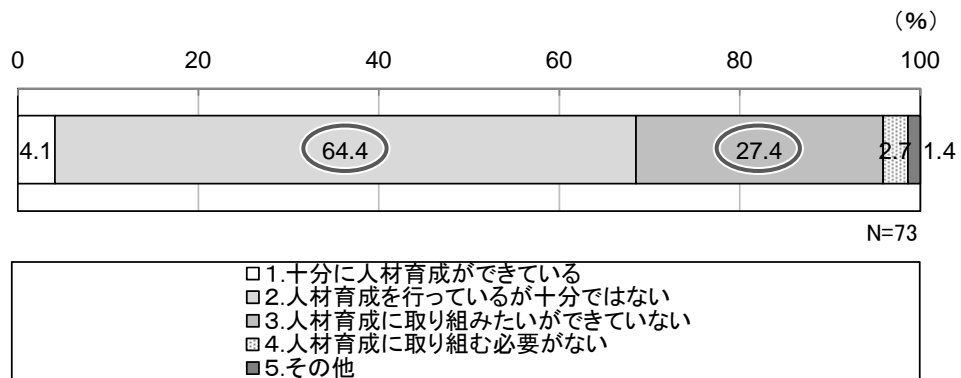 （%）
0 20 40 60 80 100
4.1 64.4 27.4 2.7 1.4
N=73
□1.十分に人材育成ができている
□2.人材育成を行っているが十分ではない
■3.人材育成に取り組みたいができていない
4.人材育成に取り組む必要がない
■5.その他